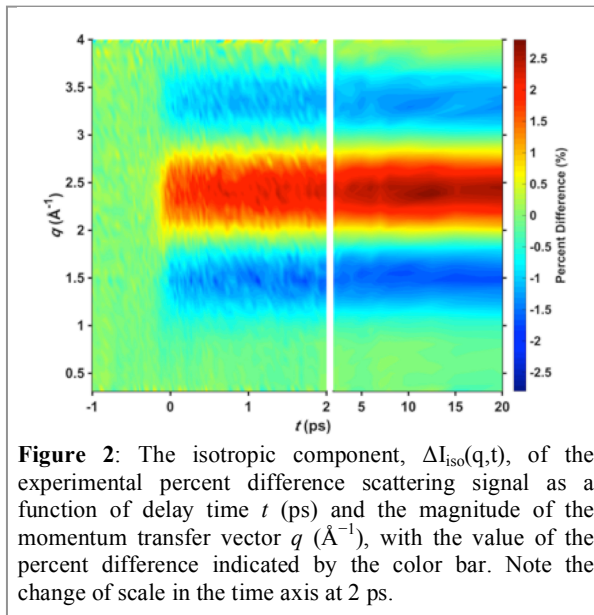 4
3.5
3
2.5
2
1.5
1
0.5
q (Å⁻¹)
-1 0 1 2 5 10 15 20
t (ps)
2.5
2
1.5
1
0.5
0
-0.5
-1
-1.5
-2
-2.5
Percent Difference (%)
Figure 2: The isotropic component, ΔIiso(q,t), of the
experimental percent difference scattering signal as a
function of delay time t (ps) and the magnitude of the
momentum transfer vector q (Å⁻¹), with the value of the
percent difference indicated by the color bar. Note the
change of scale in the time axis at 2 ps.